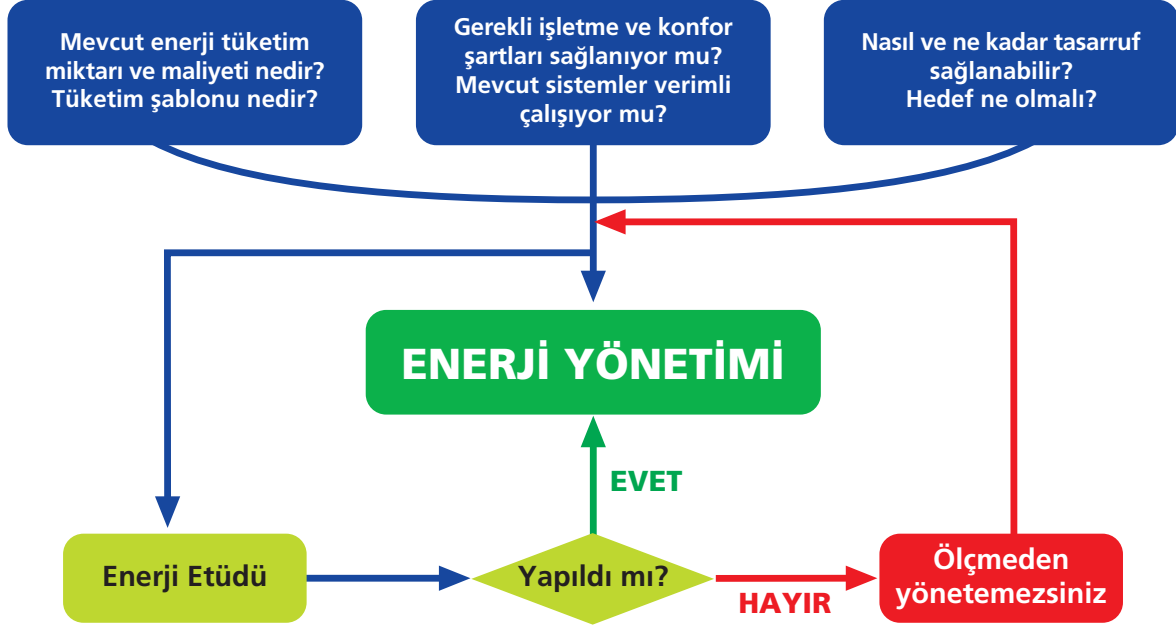 Mevcut enerji tüketim
miktarı ve maliyeti nedir?
Tüketim şablonu nedir?
Gerekli işletme ve konfor
şartları sağlanıyor mu?
Mevcut sistemler verimli
çalışıyor mu?
Nasıl ve ne kadar tasarruf
sağlanabilir?
Hedef ne olmalı?
ENERJİ YÖNETİMİ
EVET
Enerji Etüdü
Yapıldı mı?
HAYIR
Ölçmeden
yönetemezsiniz